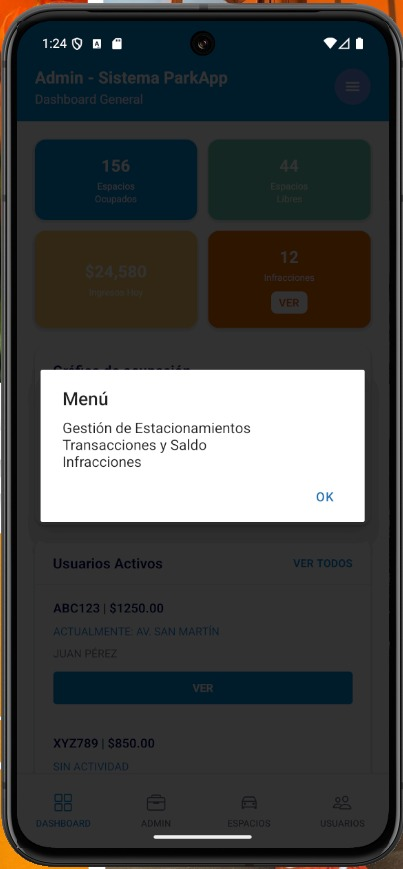 1:24
Admin - Sistema ParkApp
Dashboard General
156
Espacios
Ocupados
44
Espacios
Libres
$24,580
Ingresos Hoy
12
Infracciones
VER
Gráfico de ocupación
Menú
Gestión de Estacionamientos
Transacciones y Saldo
Infracciones
OK
Usuarios Activos
VER TODOS
ABC123 | $1250.00
ACTUALMENTE: AV. SAN MARTÍN
JUAN PÉREZ
VER
XYZ789 | $850.00
SIN ACTIVIDAD
DASHBOARD
ADMIN
ESPACIOS
USUARIOS